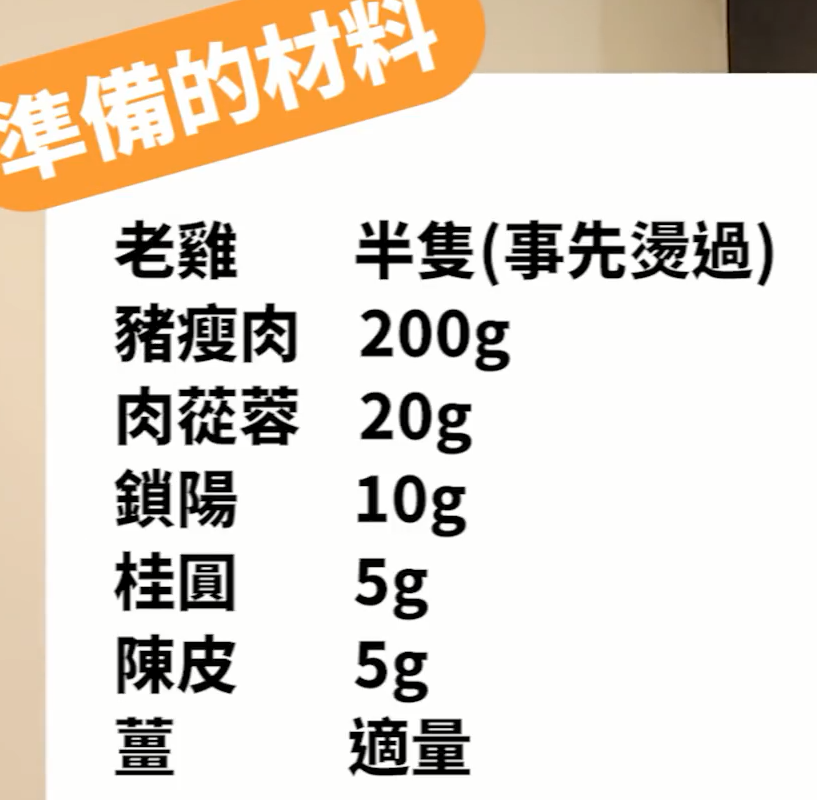 準備的材料
老雞 半隻(事先燙過)
豬瘦肉 200g
肉蓯蓉 20g
鎖陽 10g
桂圓 5g
陳皮 5g
薑 適量